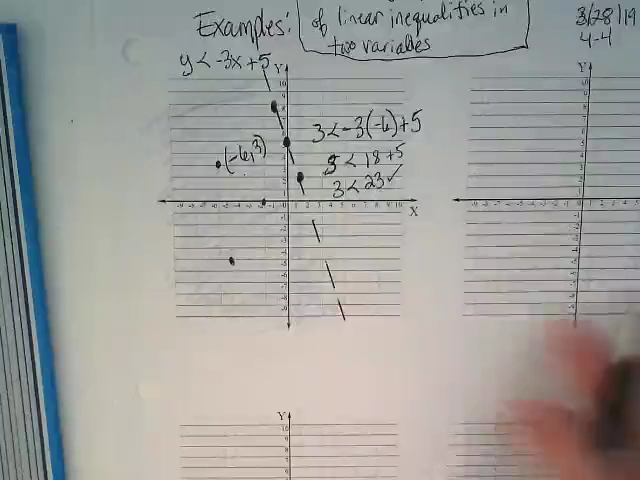 Examples: of linear inequalities in two variables
3/28/19
4-4
y < -3x+5
3 < -3(-6)+5
(-6,3)
3 < 18+5
3 < 23 ✓
Y
X
Y
Y